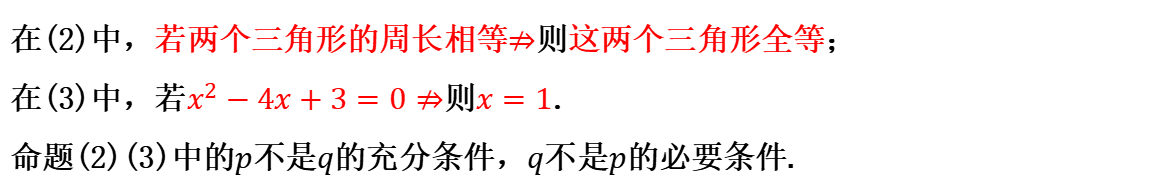 在(2)中，若两个三角形的周长相等⇏则这两个三角形全等；
在(3)中，若x² − 4x + 3 = 0 ⇏则x = 1.
命题(2)(3)中的p不是q的充分条件，q不是p的必要条件.